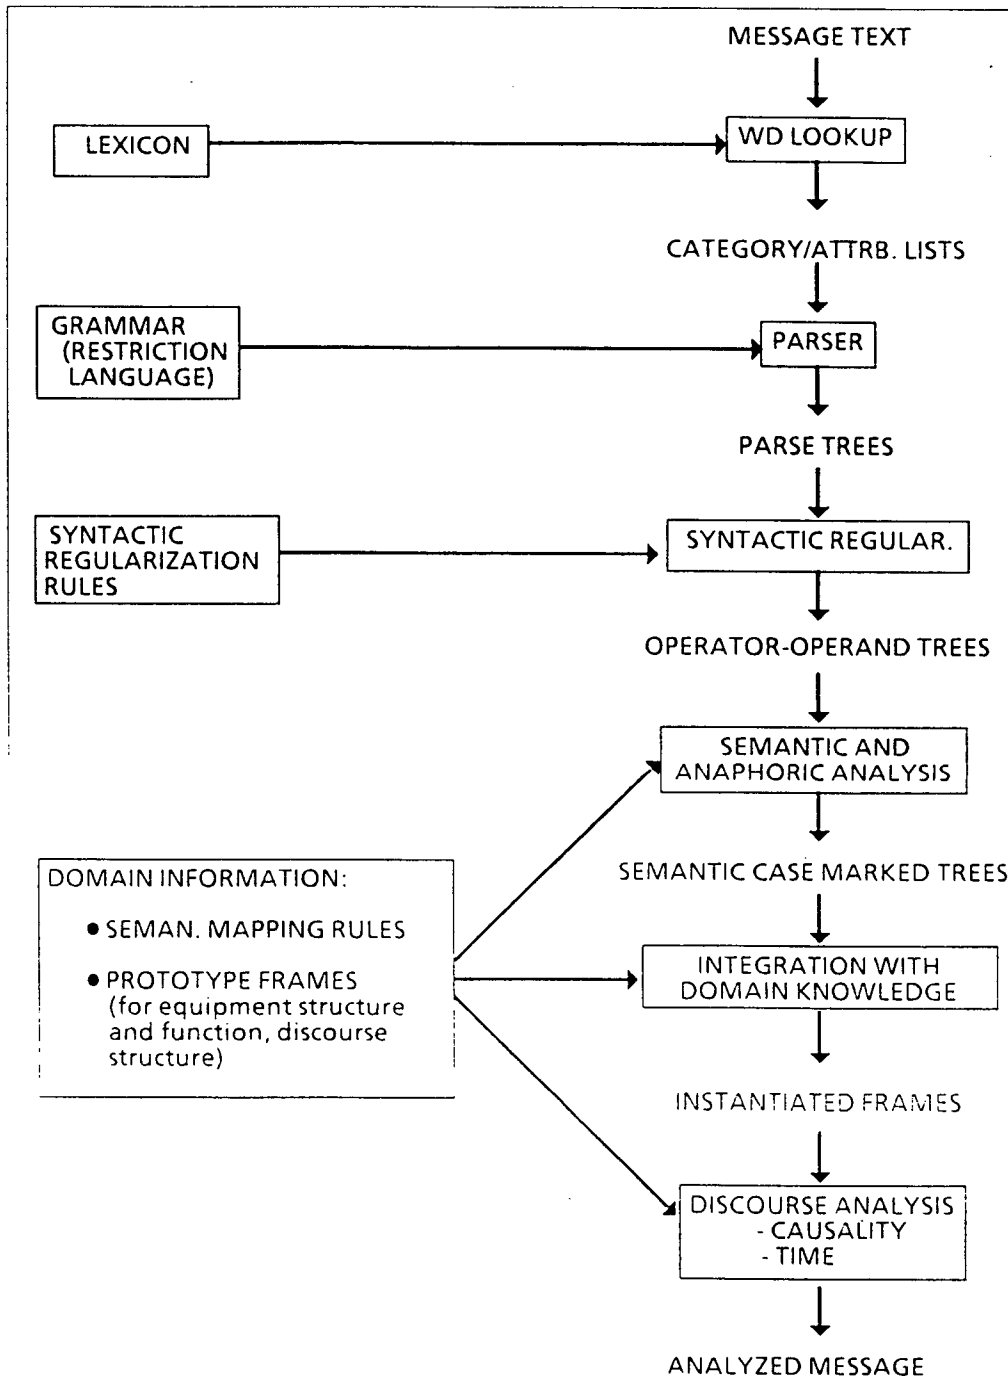 MESSAGE TEXT
LEXICON
WD LOOKUP
CATEGORY/ATTRB. LISTS
GRAMMAR
(RESTRICTION
LANGUAGE)
PARSER
PARSE TREES
SYNTACTIC
REGULARIZATION
RULES
SYNTACTIC REGULAR.
OPERATOR-OPERAND TREES
SEMANTIC AND
ANAPHORIC ANALYSIS
SEMANTIC CASE MARKED TREES
DOMAIN INFORMATION:
● SEMAN. MAPPING RULES
● PROTOTYPE FRAMES
(for equipment structure
and function, discourse
structure)
INTEGRATION WITH
DOMAIN KNOWLEDGE
INSTANTIATED FRAMES
DISCOURSE ANALYSIS
- CAUSALITY
- TIME
ANALYZED MESSAGE